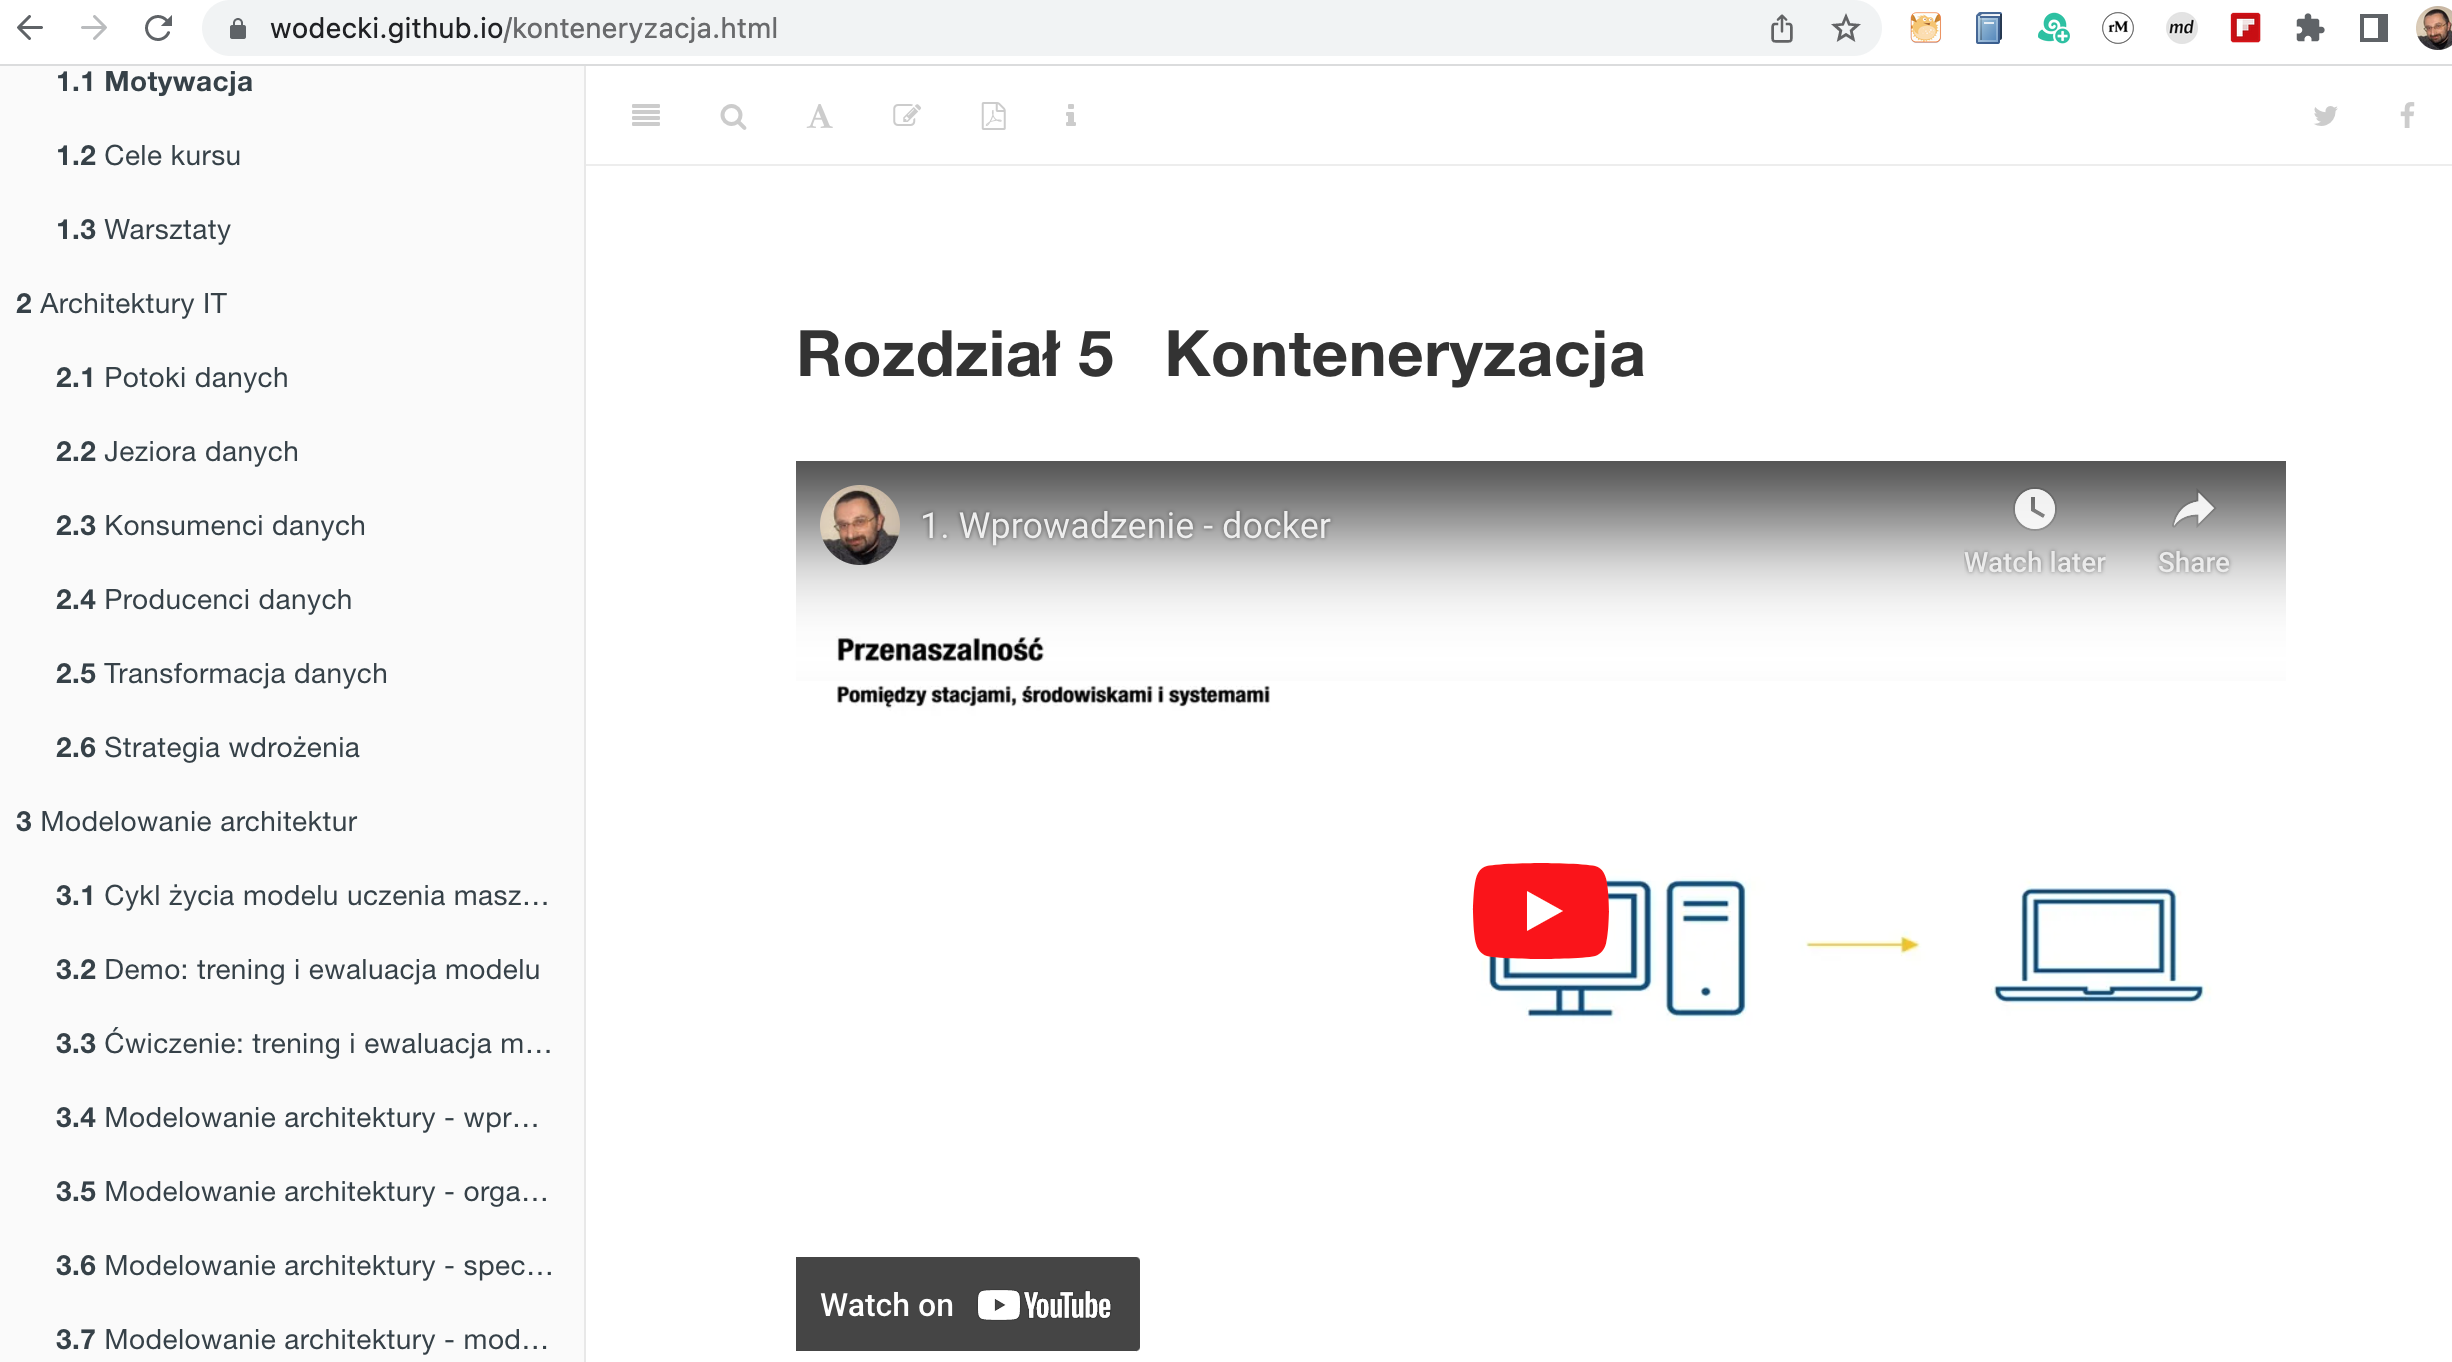 wodecki.github.io/konteneryzacja.html
rM
md
1.1 Motywacja
1.2 Cele kursu
1.3 Warsztaty
2 Architektury IT
2.1 Potoki danych
2.2 Jeziora danych
2.3 Konsumenci danych
2.4 Producenci danych
2.5 Transformacja danych
2.6 Strategia wdrożenia
3 Modelowanie architektur
3.1 Cykl życia modelu uczenia masz...
3.2 Demo: trening i ewaluacja modelu
3.3 Ćwiczenie: trening i ewaluacja m...
3.4 Modelowanie architektury - wpr...
3.5 Modelowanie architektury - orga...
3.6 Modelowanie architektury - spec...
3.7 Modelowanie architektury - mod...
Rozdział 5 Konteneryzacja
1. Wprowadzenie - docker
Watch later
Share
Przenaszalność
Pomiędzy stacjami, środowiskami i systemami
Watch on YouTube